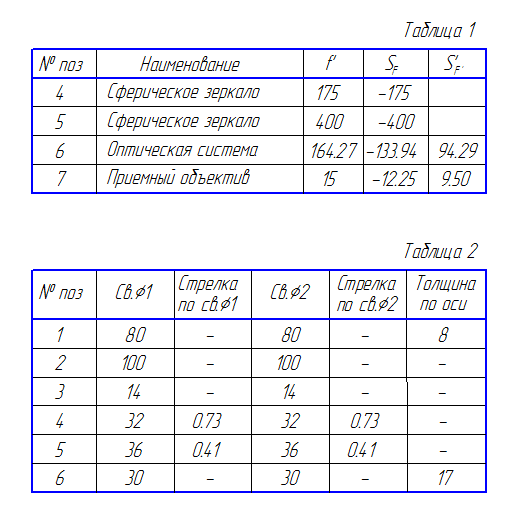 Таблица 1
№ поз Наименование f' S_F S'_F'
4 Сферическое зеркало 175 -175
5 Сферическое зеркало 400 -400
6 Оптическая система 164.27 -133.94 94.29
7 Приемный объектив 15 -12.25 9.50
Таблица 2
№ поз Св.⌀1 Стрелка по св.⌀1 Св.⌀2 Стрелка по св.⌀2 Толщина по оси
1 80 - 80 - 8
2 100 - 100 - -
3 14 - 14 - -
4 32 0.73 32 0.73 -
5 36 0.41 36 0.41 -
6 30 - 30 - 17